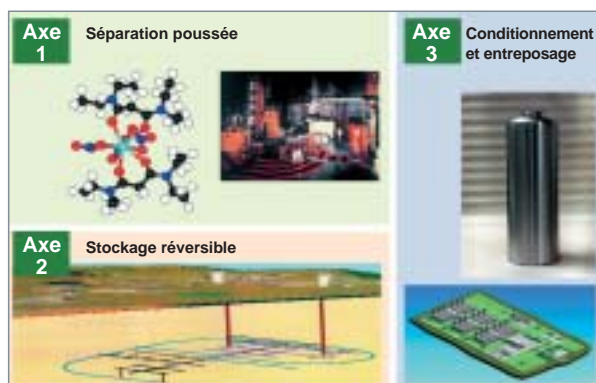 Axe
1
Séparation poussée
Axe
2
Stockage réversible
Axe
3
Conditionnement
et entreposage